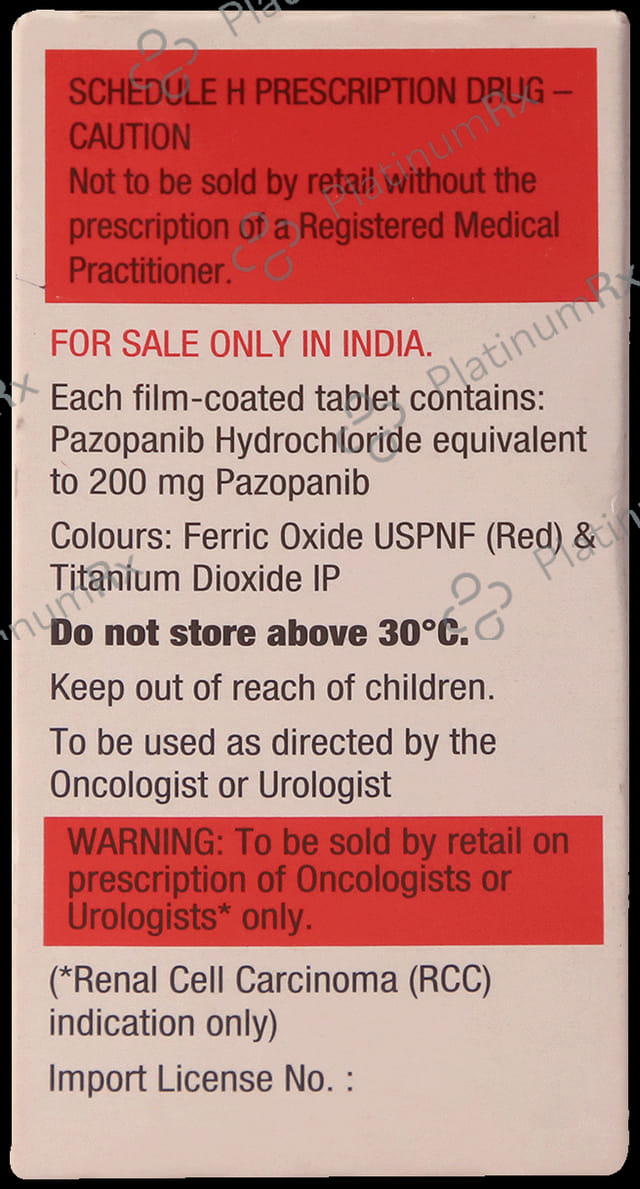 SCHEDULE H PRESCRIPTION DRUG –
CAUTION
Not to be sold by retail without the
prescription of a Registered Medical
Practitioner.
FOR SALE ONLY IN INDIA.
Each film-coated tablet contains:
Pazopanib Hydrochloride equivalent
to 200 mg Pazopanib
Colours: Ferric Oxide USPNF (Red) &
Titanium Dioxide IP
Do not store above 30°C.
Keep out of reach of children.
To be used as directed by the
Oncologist or Urologist
WARNING: To be sold by retail on
prescription of Oncologists or
Urologists* only.
(*Renal Cell Carcinoma (RCC)
indication only)
Import License No. :
PlatinumRx
PlatinumRx